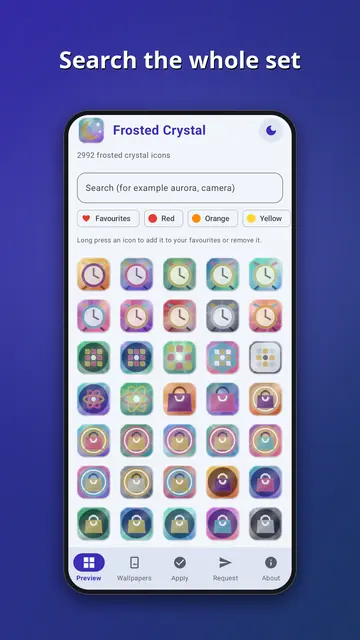 Search the whole set
Frosted Crystal
2992 frosted crystal icons
Search (for example aurora, camera)
Favourites
Red
Orange
Yellow
Long press an icon to add it to your favourites or remove it.
Preview
Wallpapers
Apply
Request
About